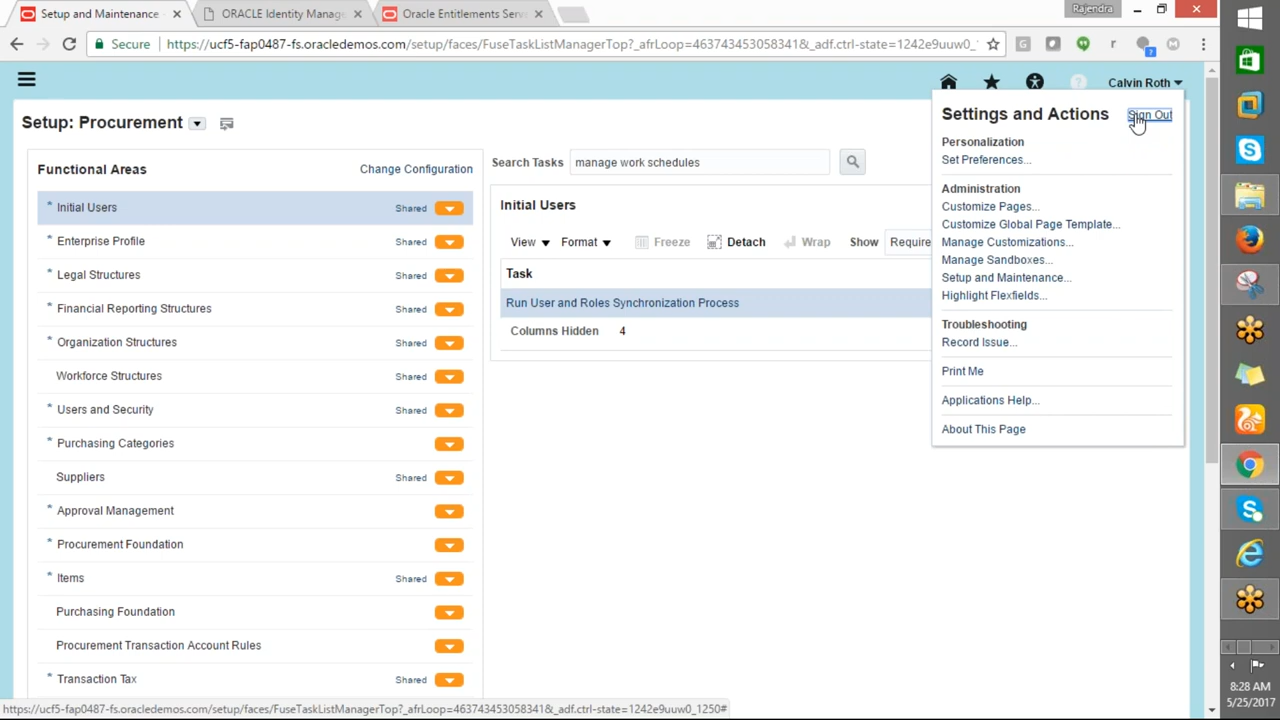 Setup and Maintenance
ORACLE Identity Manag
Oracle Entitlements Serv
Rajendra
Secure
https://ucf5-fap0487-fs.oracledemos.com/setup/faces/FuseTaskListManagerTop?_afrLoop=463743453058341&_adf.ctrl-state=1242e9uuw0_
Calvin Roth
Setup: Procurement
Settings and Actions
Sign Out
Functional Areas
Change Configuration
Search Tasks
manage work schedules
Personalization
Set Preferences...
Initial Users
Shared
Enterprise Profile
Shared
Legal Structures
Shared
Financial Reporting Structures
Shared
Organization Structures
Shared
Workforce Structures
Shared
Users and Security
Shared
Purchasing Categories
Suppliers
Shared
Approval Management
Procurement Foundation
Items
Shared
Purchasing Foundation
Procurement Transaction Account Rules
Transaction Tax
Shared
Initial Users
View
Format
Freeze
Detach
Wrap
Show
Require
Task
Run User and Roles Synchronization Process
Columns Hidden 4
Administration
Customize Pages...
Customize Global Page Template...
Manage Customizations...
Manage Sandboxes...
Setup and Maintenance...
Highlight Flexfields...
Troubleshooting
Record Issue...
Print Me
Applications Help...
About This Page
https://ucf5-fap0487-fs.oracledemos.com/setup/faces/FuseTaskListManagerTop?_afrLoop=463743453058341&_adf.ctrl-state=1242e9uuw0_1250#
8:28 AM
5/25/2017